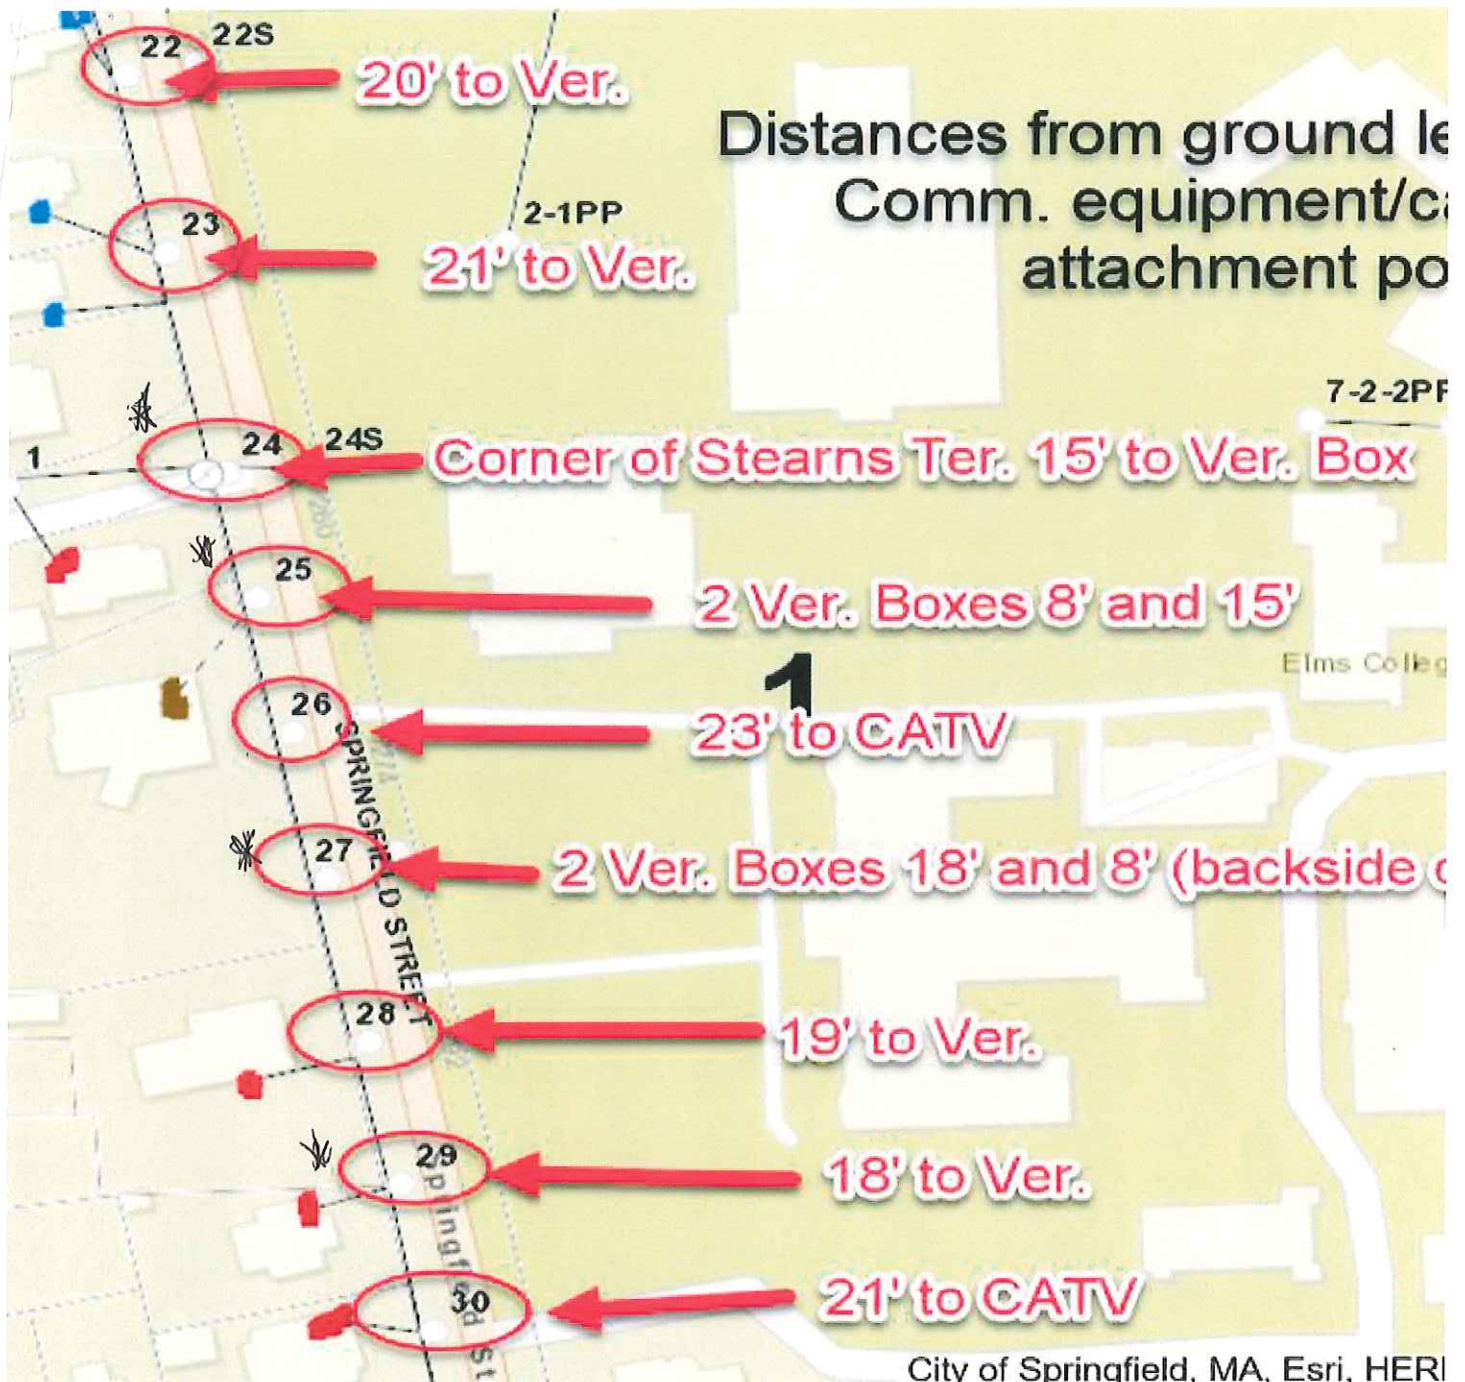 22 22S
20' to Ver.
Distances from ground le
Comm. equipment/ca
attachment po
23
2-1PP
21' to Ver.
7-2-2PP
1
24 24S
Corner of Stearns Ter. 15' to Ver. Box
280
25
2 Ver. Boxes 8' and 15'
Elms Colleg
1
26
23' to CATV
SPRINGFIELD STREET
27
2 Ver. Boxes 18' and 8' (backside o
28
19' to Ver.
29
18' to Ver.
Springfield St
30
21' to CATV
City of Springfield, MA, Esri, HERE